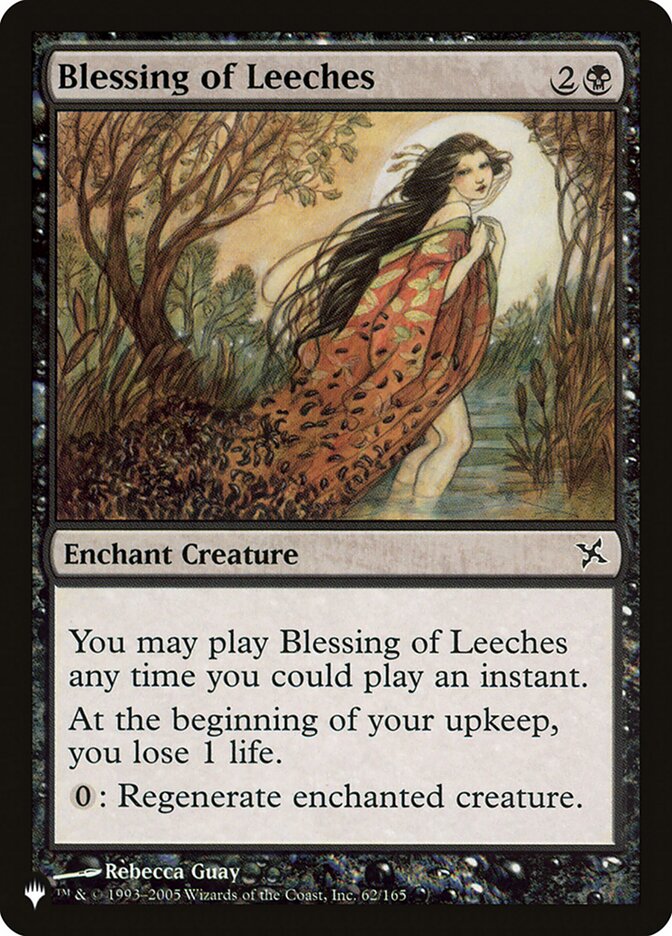 Blessing of Leeches 2
Enchant Creature
You may play Blessing of Leeches
any time you could play an instant.
At the beginning of your upkeep,
you lose 1 life.
0: Regenerate enchanted creature.
Rebecca Guay
™ & © 1993–2005 Wizards of the Coast, Inc. 62/165